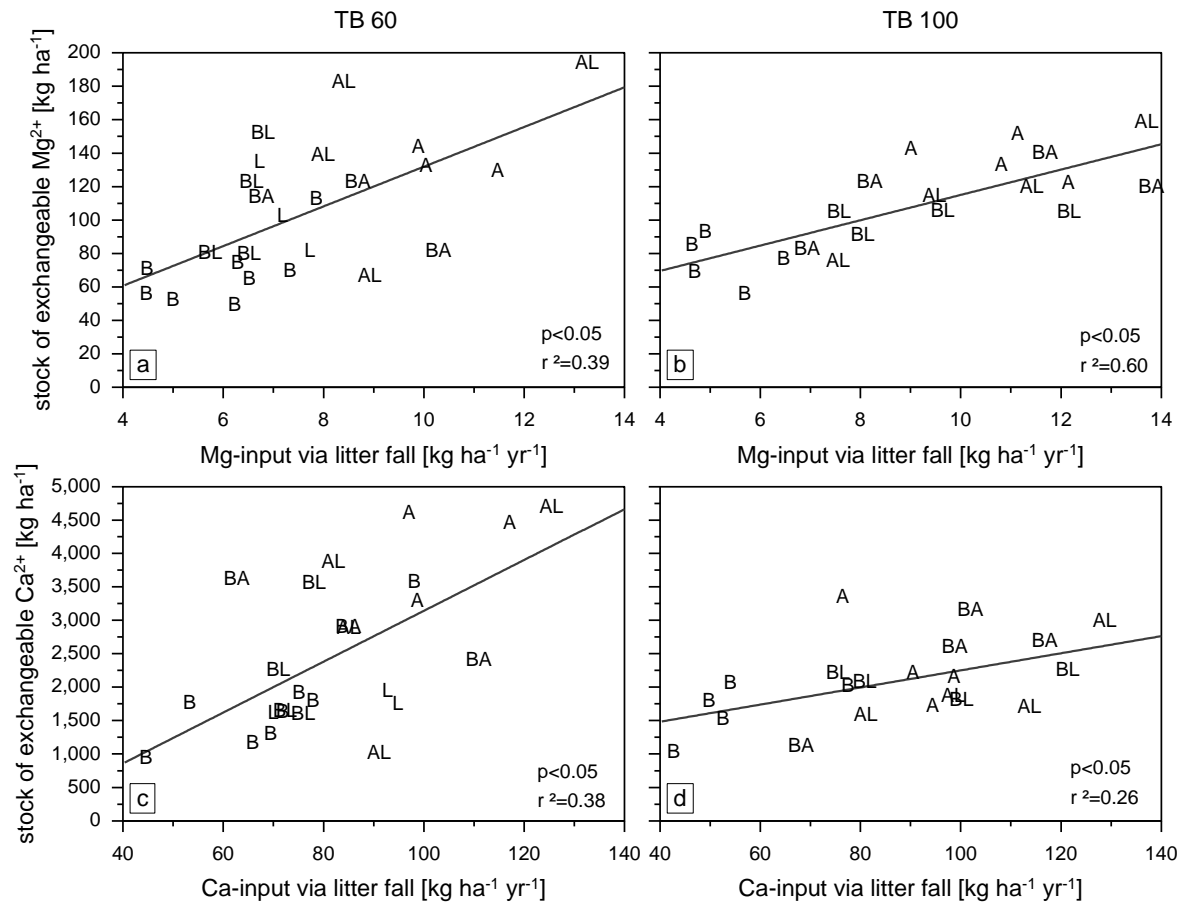 TB 60
TB 100
stock of exchangeable Mg²⁺ [kg ha⁻¹]
200
180
160
140
120
100
80
60
40
20
0
AL
AL
BL
L
AL
A
A
A
BL
BA
BA
B
L
BL
BL
L
BA
B
B
B
B
AL
B
B
B
p<0.05
r ²=0.39
a
4 6 8 10 12 14
Mg-input via litter fall [kg ha⁻¹ yr⁻¹]
AL
A
A
BA
A
BA
A
AL
BA
AL
BL
BL
BL
B
BL
B
BA
B
AL
B
B
p<0.05
r ²=0.60
b
4 6 8 10 12 14
Mg-input via litter fall [kg ha⁻¹ yr⁻¹]
stock of exchangeable Ca²⁺ [kg ha⁻¹]
5,000
4,500
4,000
3,500
3,000
2,500
2,000
1,500
1,000
500
0
AL
A
A
AL
BA
BL
B
A
BA
AL
BA
BL
B
L
B
B
L
L
BL
BL
B
B
B
AL
p<0.05
r ²=0.38
c
40 60 80 100 120 140
Ca-input via litter fall [kg ha⁻¹ yr⁻¹]
A
BA
AL
BA
BA
BL
BL
A
A
B
B
BL
AL
B
BL
A
AL
AL
B
BA
B
p<0.05
r ²=0.26
d
40 60 80 100 120 140
Ca-input via litter fall [kg ha⁻¹ yr⁻¹]